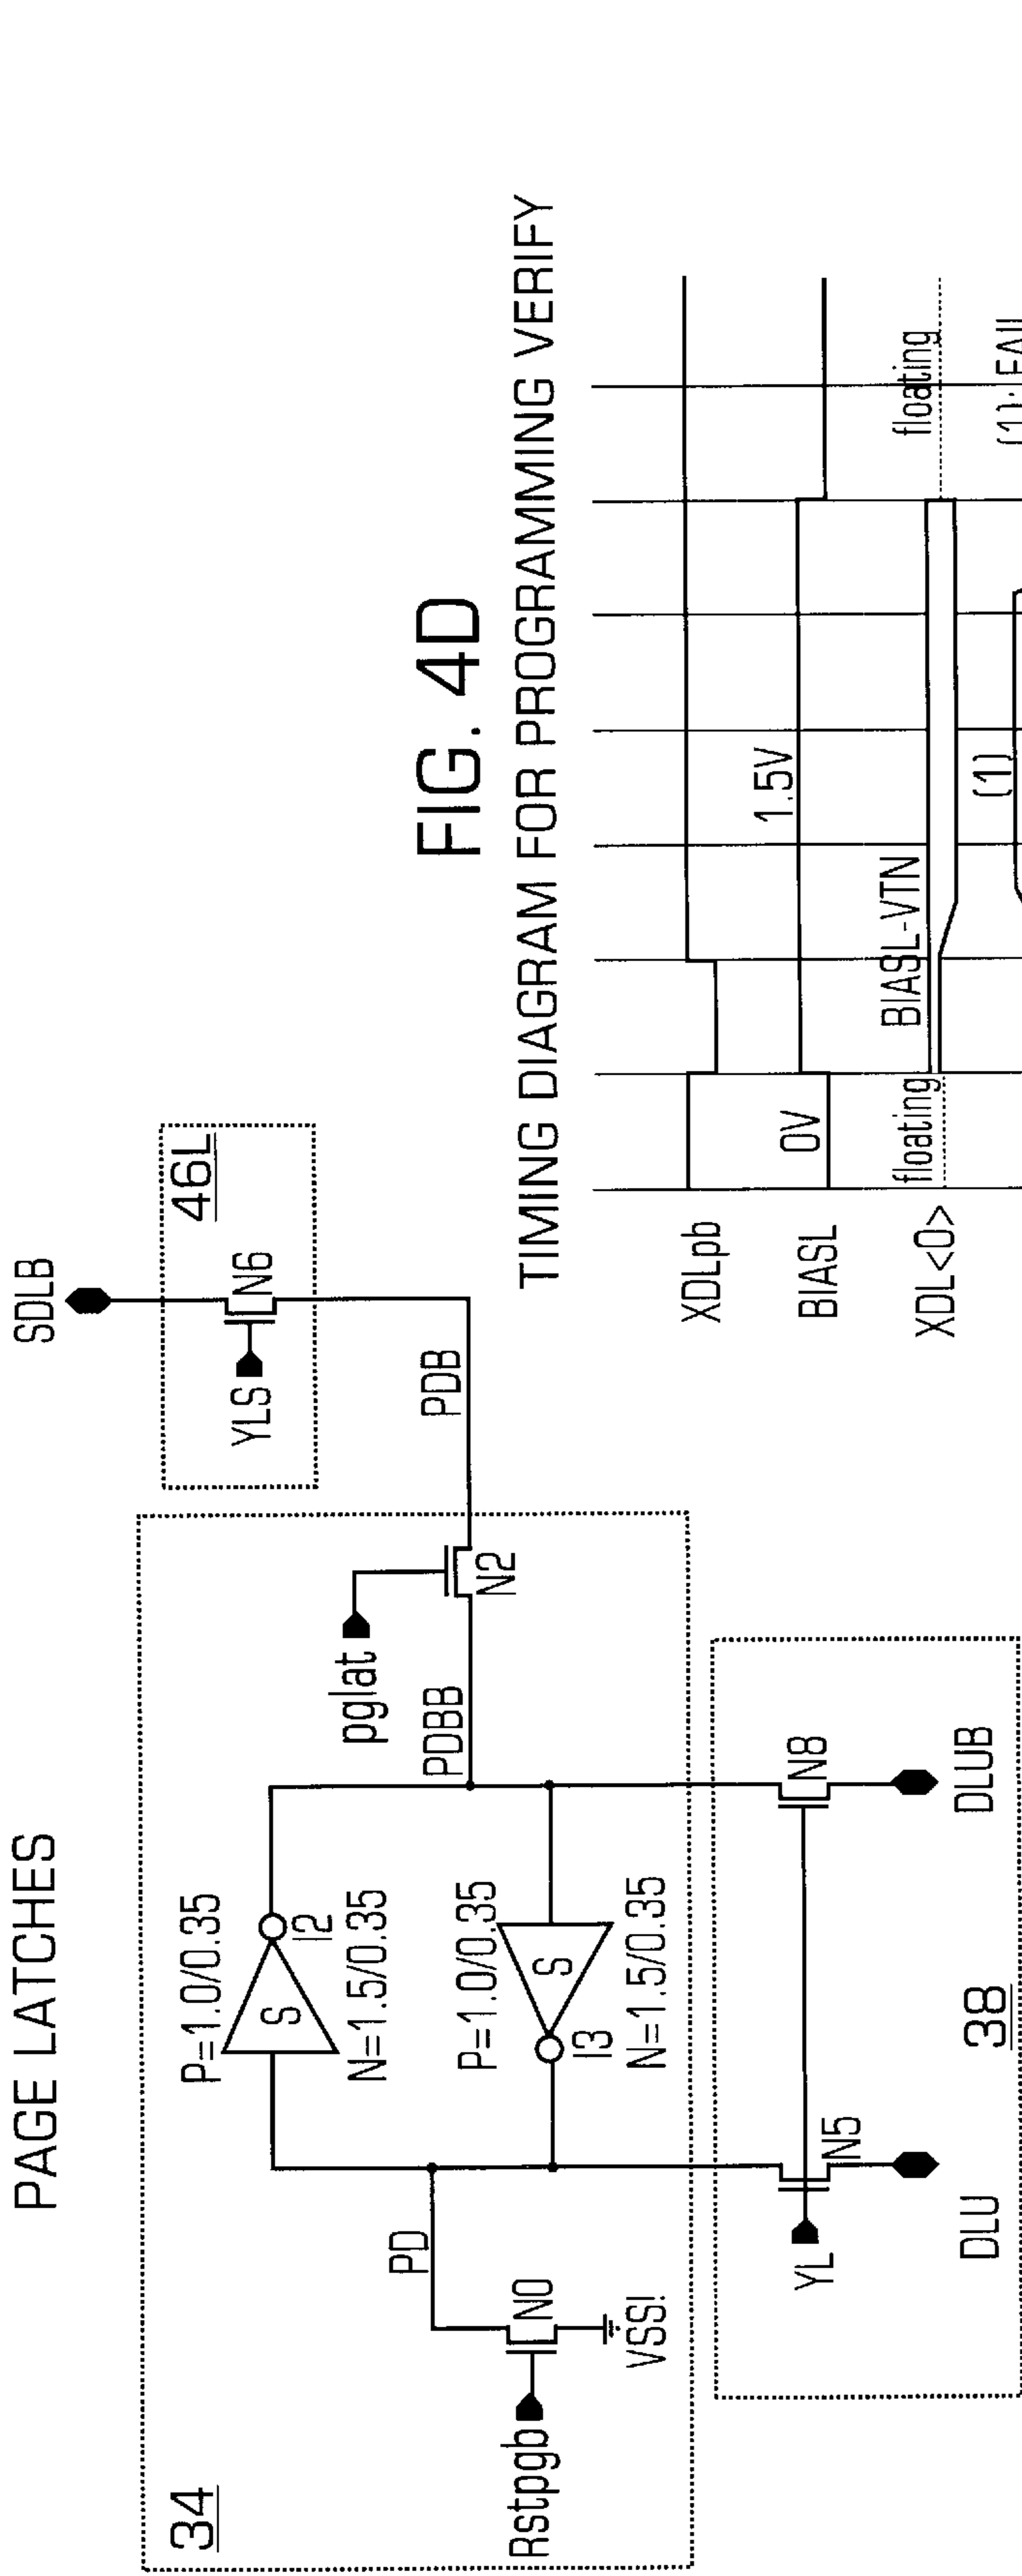 PAGE LATCHES
34
P=1.0/0.35
S
I2
N=1.5/0.35
P=1.0/0.35
S
I3
N=1.5/0.35
PD
Rstpgb
N0
VSS!
pglat
PDBB
N2
PDB
SDLB
46L
YLS
N6
YL
N5
N8
DLU
DLUB
38
FIG. 4D
TIMING DIAGRAM FOR PROGRAMMING VERIFY
XDLpb
BIASL
0V
1.5V
XDL<0>
floating
BIASL-VTN
floating
(1)
(1): FAIL